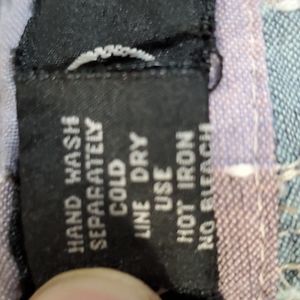 HAND WASH
SEPARATELY
COLD
LINE DRY
USE
HOT IRON
NO BLEACH